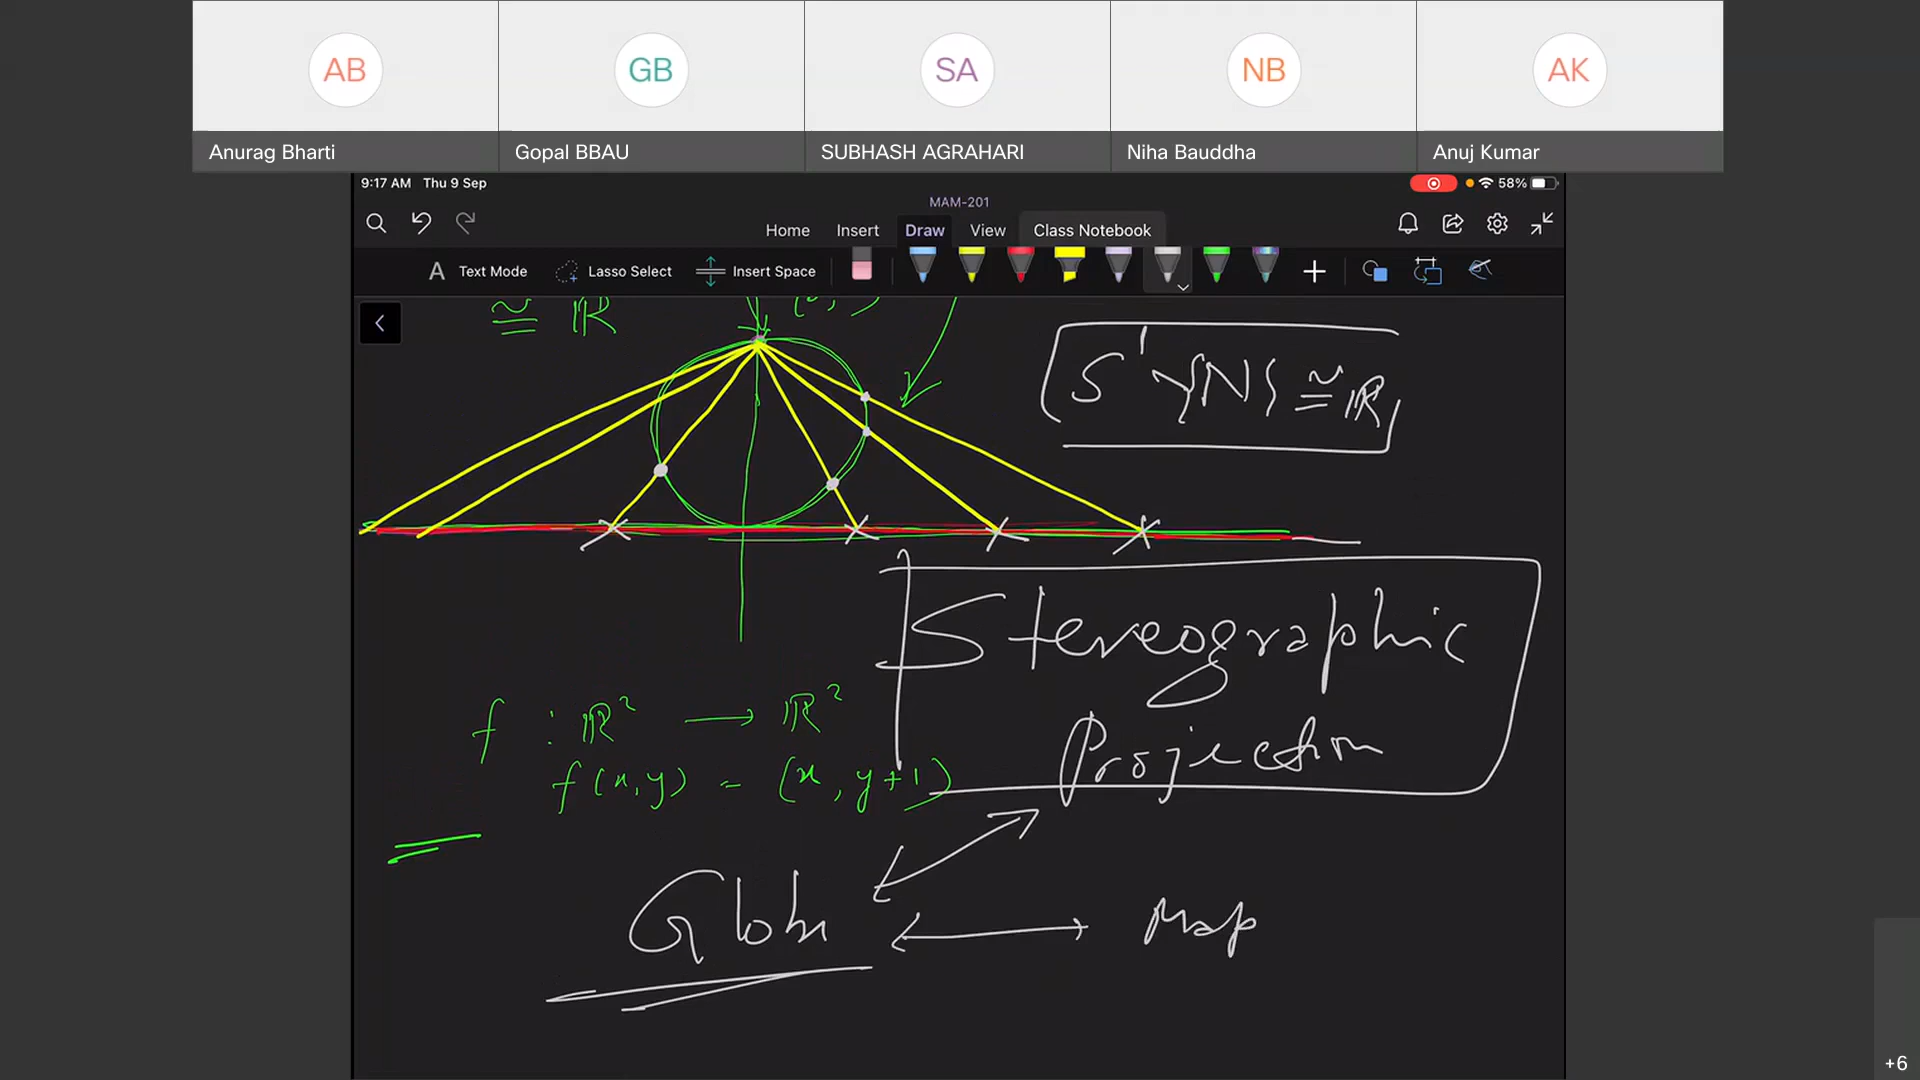 AB GB SA NB AK
Anurag Bharti Gopal BBAU SUBHASH AGRAHARI Niha Bauddha Anuj Kumar
9:17 AM Thu 9 Sep 58%
MAM-201
Home Insert Draw View Class Notebook
A Text Mode Lasso Select Insert Space
≅ ℝ
S¹\{N} ≅ ℝ
Stereographic
Projection
f : ℝ² → ℝ²
f(x,y) = (x, y+1)
Globe ↔ Map
+6